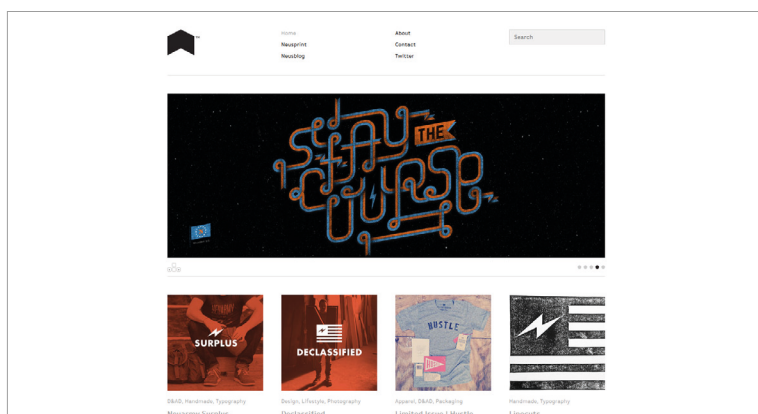 TM
Home
Neusprint
Neusblog
About
Contact
Twitter
Search
STAY THE
COURSE
SURPLUS
DECLASSIFIED
HUSTLE
D&AD, Handmade, Typography
Design, Lifestyle, Photography
Apparel, D&AD, Packaging
Handmade, Typography
Declassified